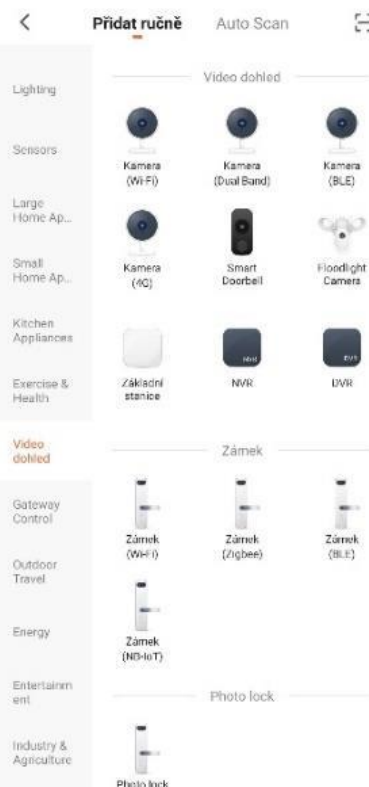 Přidat ručně
Auto Scan
Lighting
Sensors
Large
Home Ap...
Small
Home Ap...
Kitchen
Appliances
Exercise &
Health
Video
dohled
Gateway
Control
Outdoor
Travel
Energy
Entertainm
ent
Industry &
Agriculture
Video dohled
Kamera
(Wi-Fi)
Kamera
(Dual Band)
Kamera
(BLE)
Kamera
(4G)
Smart
Doorbell
Floodlight
Camera
NVR
DVR
Základní
stanice
NVR
DVR
Zámek
Zámek
(WI-FI)
Zámek
(Zigbee)
Zámek
(BLE)
Zámek
(NB-IoT)
Photo lock
Photo lock